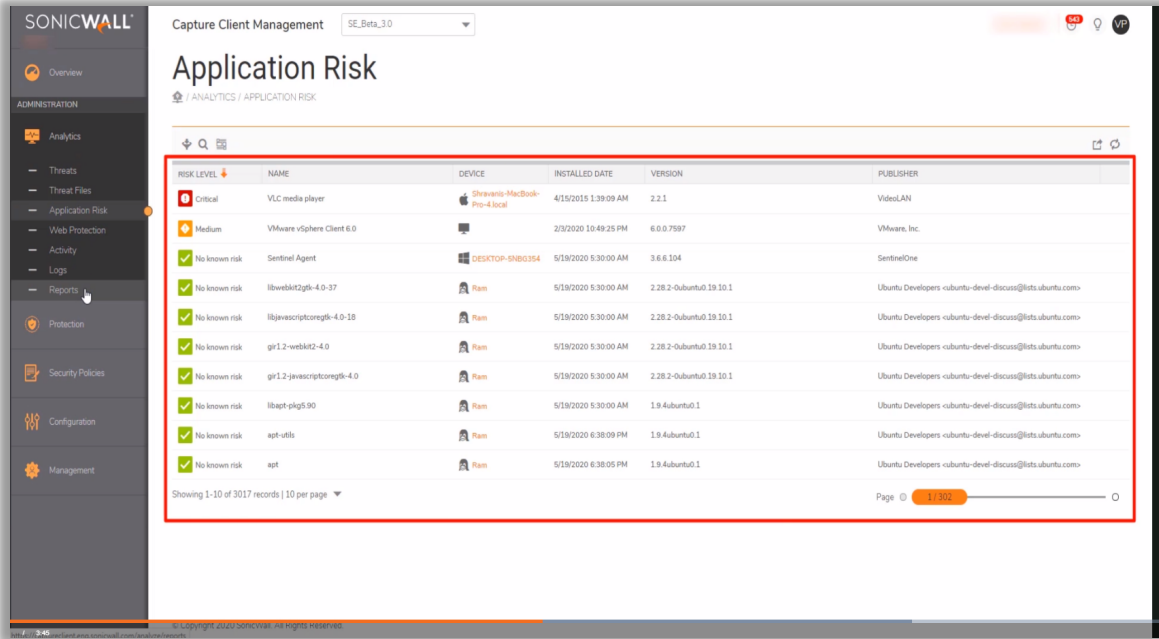 SONICWALL
Capture Client Management
SE_Beta_3.0
543
VP
Overview
ADMINISTRATION
Analytics
Threats
Threat Files
Application Risk
Web Protection
Activity
Logs
Reports
Protection
Security Policies
Configuration
Management
Application Risk
/ ANALYTICS / APPLICATION RISK
RISK LEVEL NAME DEVICE INSTALLED DATE VERSION PUBLISHER
Critical VLC media player Shravanis-MacBook-Pro-4.local 4/15/2015 1:39:09 AM 2.2.1 VideoLAN
Medium VMware vSphere Client 6.0 2/3/2020 10:49:25 PM 6.0.0.7597 VMware, Inc.
No known risk Sentinel Agent DESKTOP-5NBG3S4 5/19/2020 5:30:00 AM 3.6.6.104 SentinelOne
No known risk libwebkit2gtk-4.0-37 Ram 5/19/2020 5:30:00 AM 2.28.2-0ubuntu0.19.10.1 Ubuntu Developers <ubuntu-devel-discuss@lists.ubuntu.com>
No known risk libjavascriptcoregtk-4.0-18 Ram 5/19/2020 5:30:00 AM 2.28.2-0ubuntu0.19.10.1 Ubuntu Developers <ubuntu-devel-discuss@lists.ubuntu.com>
No known risk gir1.2-webkit2-4.0 Ram 5/19/2020 5:30:00 AM 2.28.2-0ubuntu0.19.10.1 Ubuntu Developers <ubuntu-devel-discuss@lists.ubuntu.com>
No known risk gir1.2-javascriptcoregtk-4.0 Ram 5/19/2020 5:30:00 AM 2.28.2-0ubuntu0.19.10.1 Ubuntu Developers <ubuntu-devel-discuss@lists.ubuntu.com>
No known risk libapt-pkg5.90 Ram 5/19/2020 5:30:00 AM 1.9.4ubuntu0.1 Ubuntu Developers <ubuntu-devel-discuss@lists.ubuntu.com>
No known risk apt-utils Ram 5/19/2020 6:38:09 PM 1.9.4ubuntu0.1 Ubuntu Developers <ubuntu-devel-discuss@lists.ubuntu.com>
No known risk apt Ram 5/19/2020 6:38:05 PM 1.9.4ubuntu0.1 Ubuntu Developers <ubuntu-devel-discuss@lists.ubuntu.com>
Showing 1-10 of 3017 records | 10 per page
Page 1 / 302
© Copyright 2020 SonicWall. All Rights Reserved.
3:45